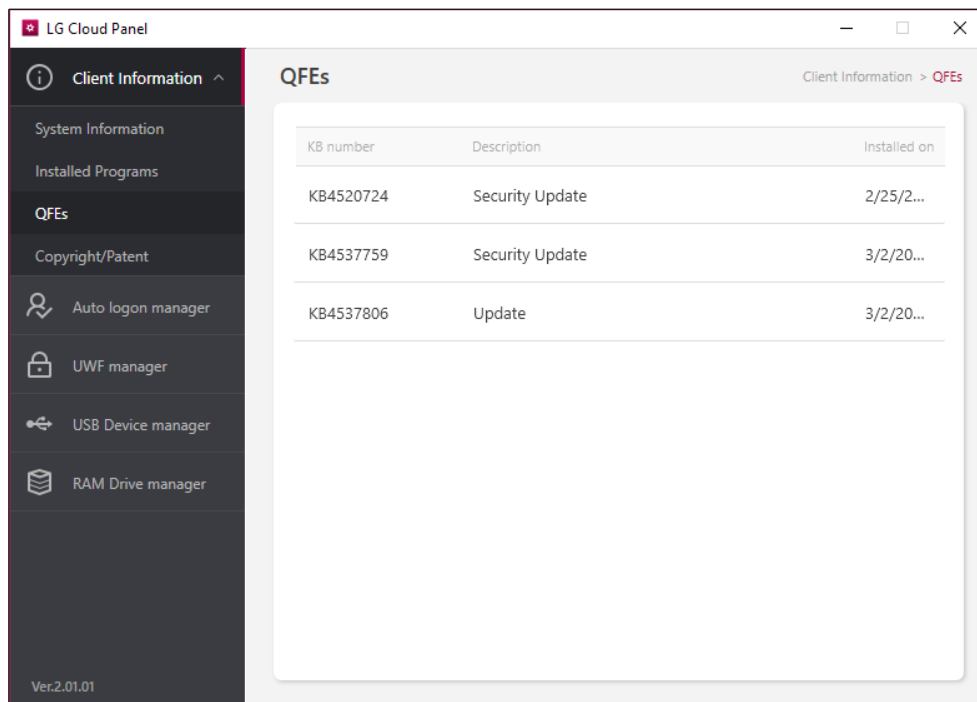 LG Cloud Panel
Client Information
System Information
Installed Programs
QFEs
Copyright/Patent
Auto logon manager
UWF manager
USB Device manager
RAM Drive manager
Ver.2.01.01
QFEs
Client Information > QFEs
KB number Description Installed on
KB4520724 Security Update 2/25/2...
KB4537759 Security Update 3/2/20...
KB4537806 Update 3/2/20...